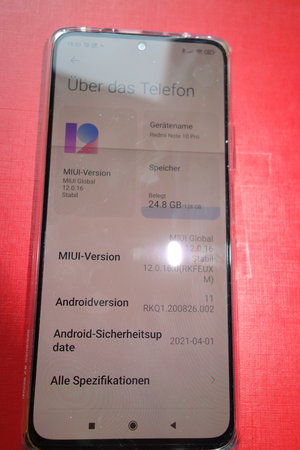 Über das Telefon
Gerätename
Redmi Note 10 Pro
MIUI-Version
MIUI Global
12.0.16
Stabil
Speicher
Belegt
24.8 GB/128 GB
MIUI-Version
MIUI Global
12.0.16
Stabil
12.0.16.0(RKFEUX
M)
Androidversion
11
RKQ1.200826.002
Android-Sicherheitsup
date
2021-04-01
Alle Spezifikationen